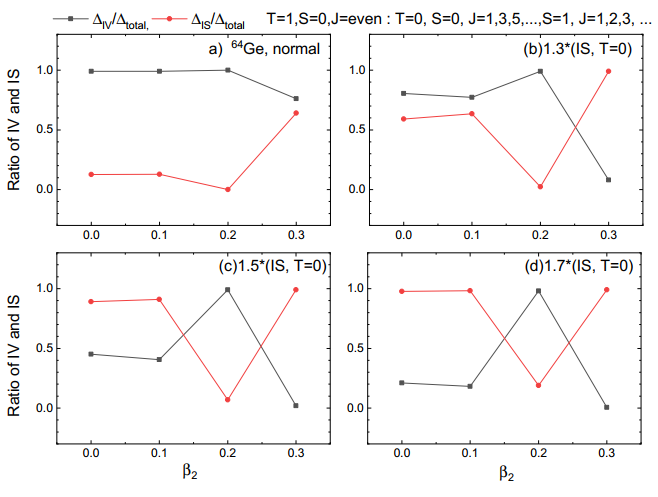 ΔIV/Δtotal, Δ IS/Δtotal T=1,S=0,J=even : T=0, S=0, J=1,3,5,...,S=1, J=1,2,3, ...
a) 64Ge, normal
(b)1.3*(IS, T=0)
Ratio of IV and IS
1.0
0.5
0.0
0.0 0.1 0.2 0.3
1.0
0.5
0.0
0.0 0.1 0.2 0.3
(c)1.5*(IS, T=0)
(d)1.7*(IS, T=0)
Ratio of IV and IS
1.0
0.5
0.0
0.0 0.1 0.2 0.3
β2
1.0
0.5
0.0
0.0 0.1 0.2 0.3
β2